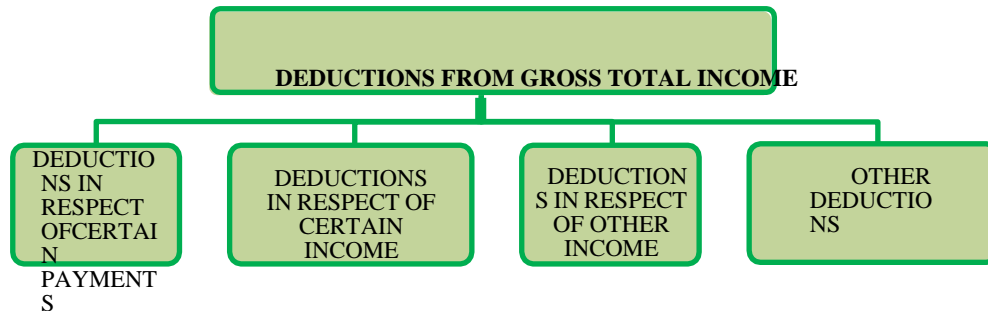 DEDUCTIONS FROM GROSS TOTAL INCOME
DEDUCTIO
NS IN
RESPECT
OFCERTAI
N
PAYMENT
S
DEDUCTIONS
IN RESPECT OF
CERTAIN
INCOME
DEDUCTION
S IN RESPECT
OF OTHER
INCOME
OTHER
DEDUCTIO
NS